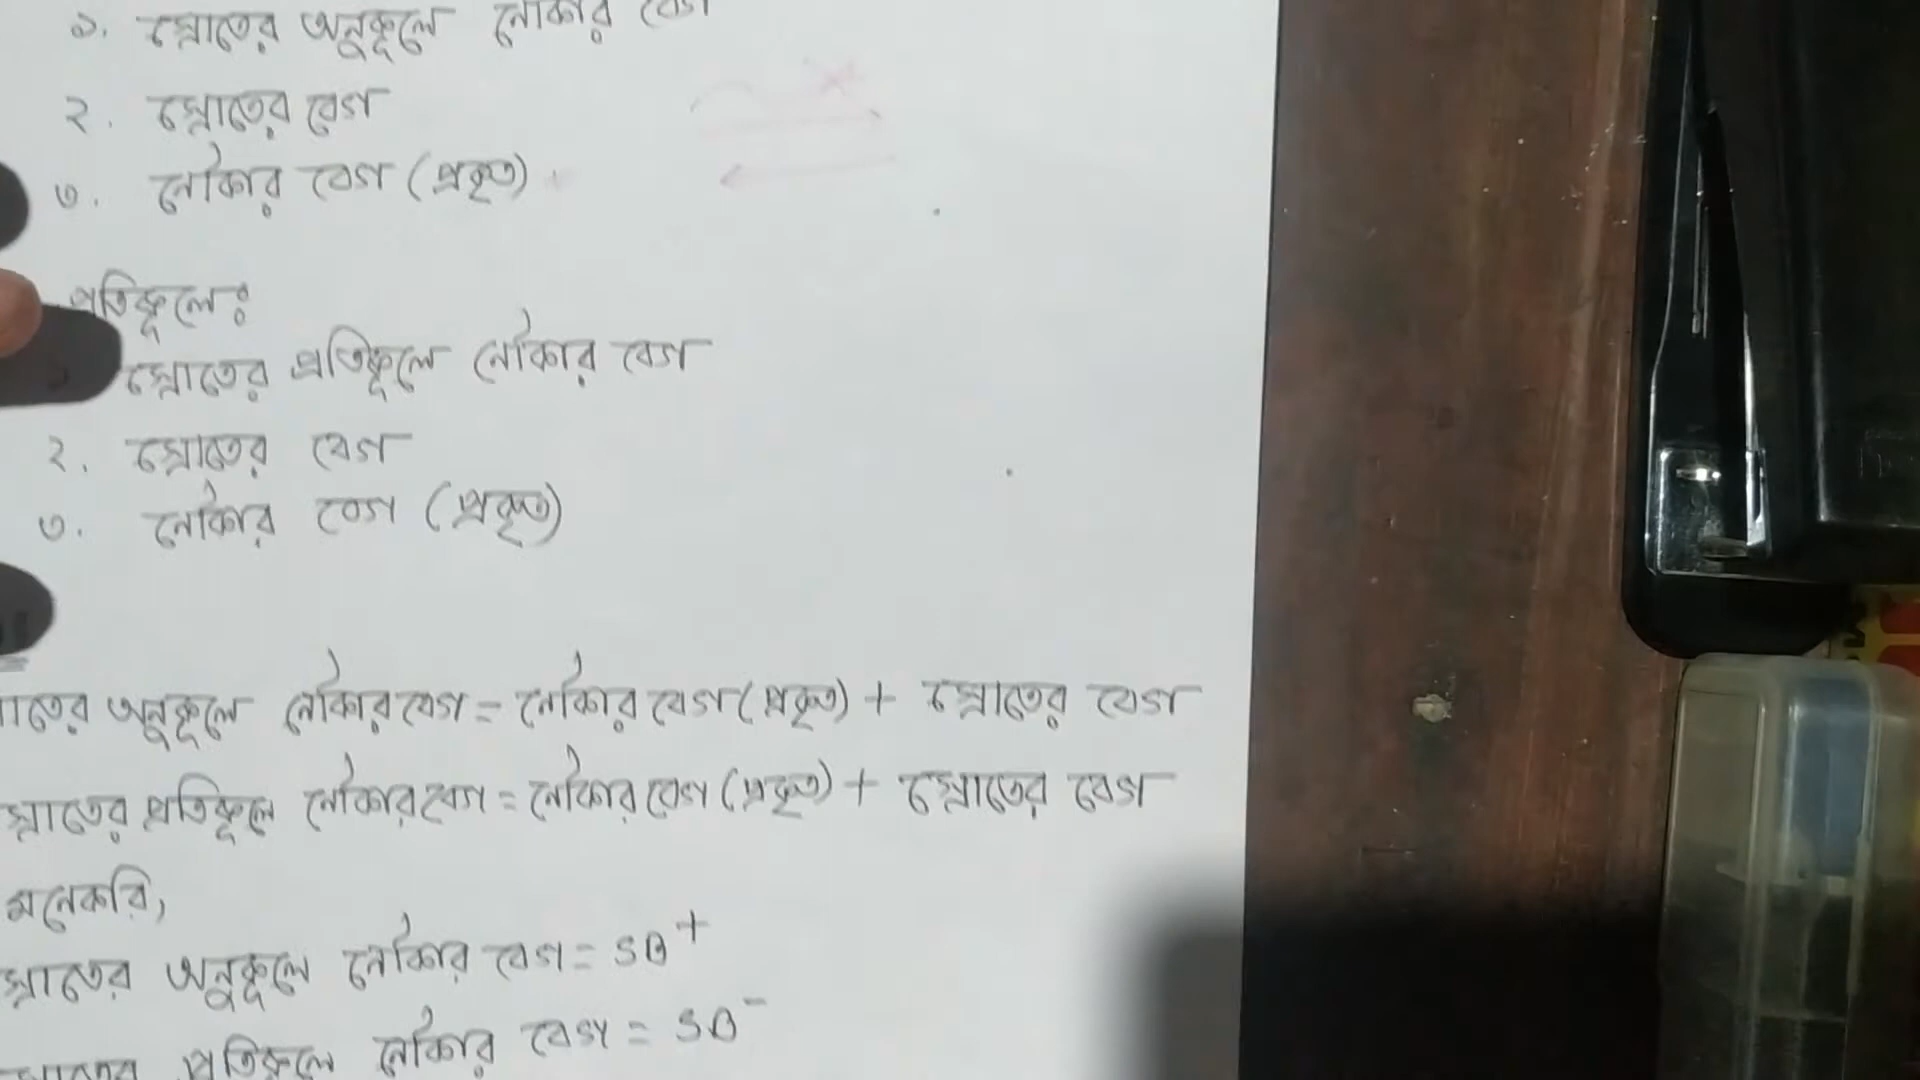 ১. স্রোতের অনুকূলে নৌকার বেগ
২. স্রোতের বেগ
৩. নৌকার বেগ (প্রকৃত)
প্রতিকূলেঃ
স্রোতের প্রতিকূলে নৌকার বেগ
২. স্রোতের বেগ
৩. নৌকার বেগ (প্রকৃত)
স্রোতের অনুকূলে নৌকার বেগ = নৌকার বেগ (প্রকৃত) + স্রোতের বেগ
স্রোতের প্রতিকূলে নৌকার বেগ = নৌকার বেগ (প্রকৃত) + স্রোতের বেগ
মনেকরি,
স্রোতের অনুকূলে নৌকার বেগ = SB⁺
স্রোতের প্রতিকূলে নৌকার বেগ = SB⁻